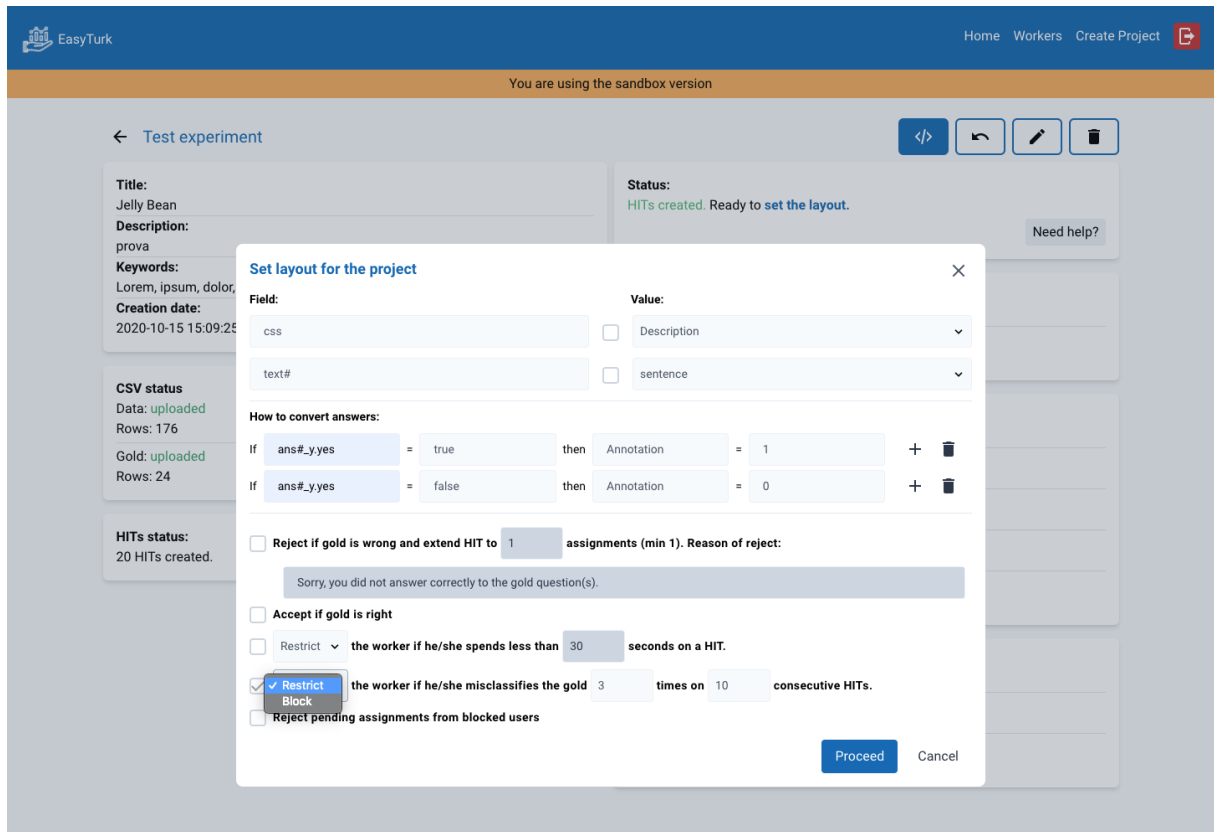 EasyTurk
Home Workers Create Project
You are using the sandbox version
Test experiment
</>
Title:
Jelly Bean
Description:
prova
Keywords:
Lorem, ipsum, dolor,
Creation date:
2020-10-15 15:09:25
Status:
HITs created. Ready to set the layout.
Need help?
CSV status
Data: uploaded
Rows: 176
Gold: uploaded
Rows: 24
HITs status:
20 HITs created.
Set layout for the project
Field: Value:
css Description
text# sentence
How to convert answers:
If ans#_y.yes = true then Annotation = 1
If ans#_y.yes = false then Annotation = 0
Reject if gold is wrong and extend HIT to 1 assignments (min 1). Reason of reject:
Sorry, you did not answer correctly to the gold question(s).
Accept if gold is right
Restrict the worker if he/she spends less than 30 seconds on a HIT.
Restrict the worker if he/she misclassifies the gold 3 times on 10 consecutive HITs.
Block
Reject pending assignments from blocked users
Proceed Cancel